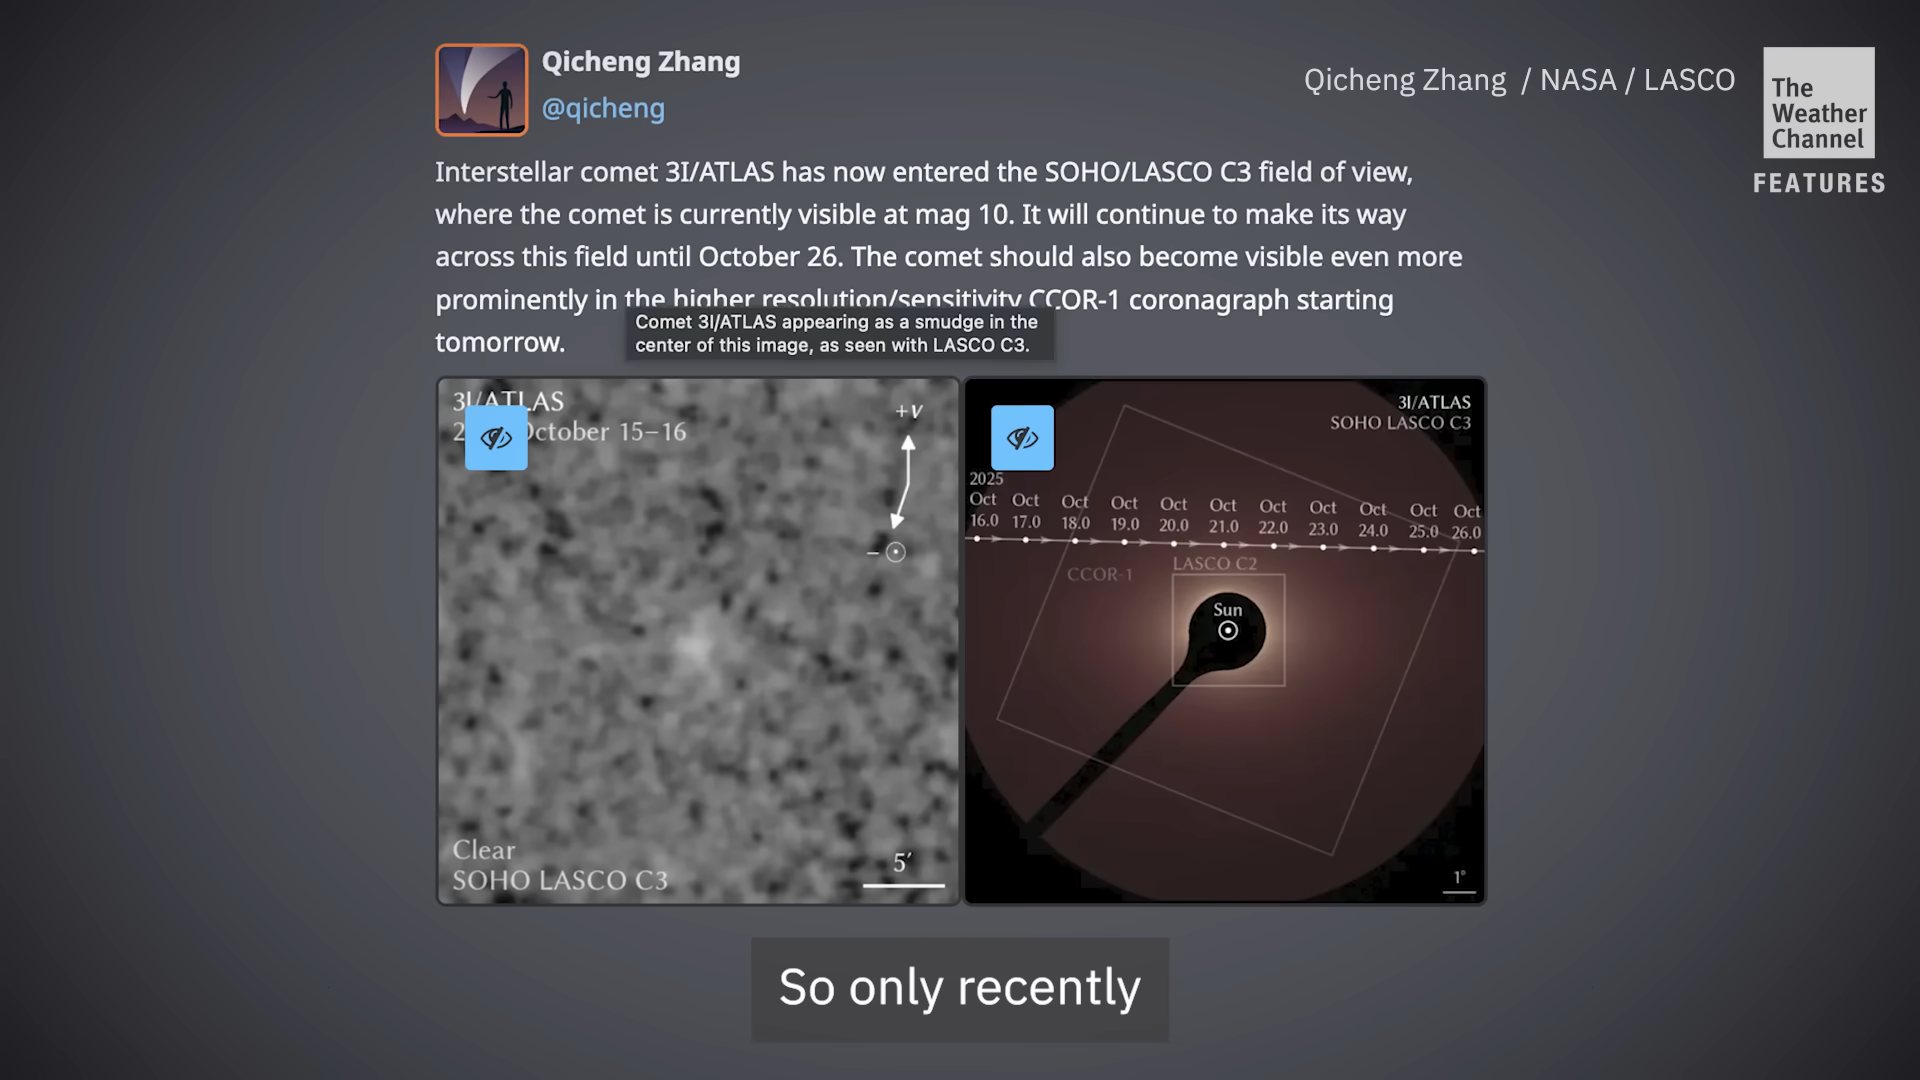 Qicheng Zhang
@qicheng
Qicheng Zhang / NASA / LASCO
The
Weather
Channel
FEATURES
Interstellar comet 3I/ATLAS has now entered the SOHO/LASCO C3 field of view,
where the comet is currently visible at mag 10. It will continue to make its way
across this field until October 26. The comet should also become visible even more
prominently in the higher resolution/sensitivity CCOR-1 coronagraph starting
tomorrow.
Comet 3I/ATLAS appearing as a smudge in the
center of this image, as seen with LASCO C3.
3I/ATLAS
2 October 15–16
+v
– ⊙
Clear
SOHO LASCO C3
5′
3I/ATLAS
SOHO LASCO C3
2025
Oct Oct Oct Oct Oct Oct Oct Oct Oct Oct Oct
16.0 17.0 18.0 19.0 20.0 21.0 22.0 23.0 24.0 25.0 26.0
CCOR-1
LASCO C2
Sun
1°
So only recently